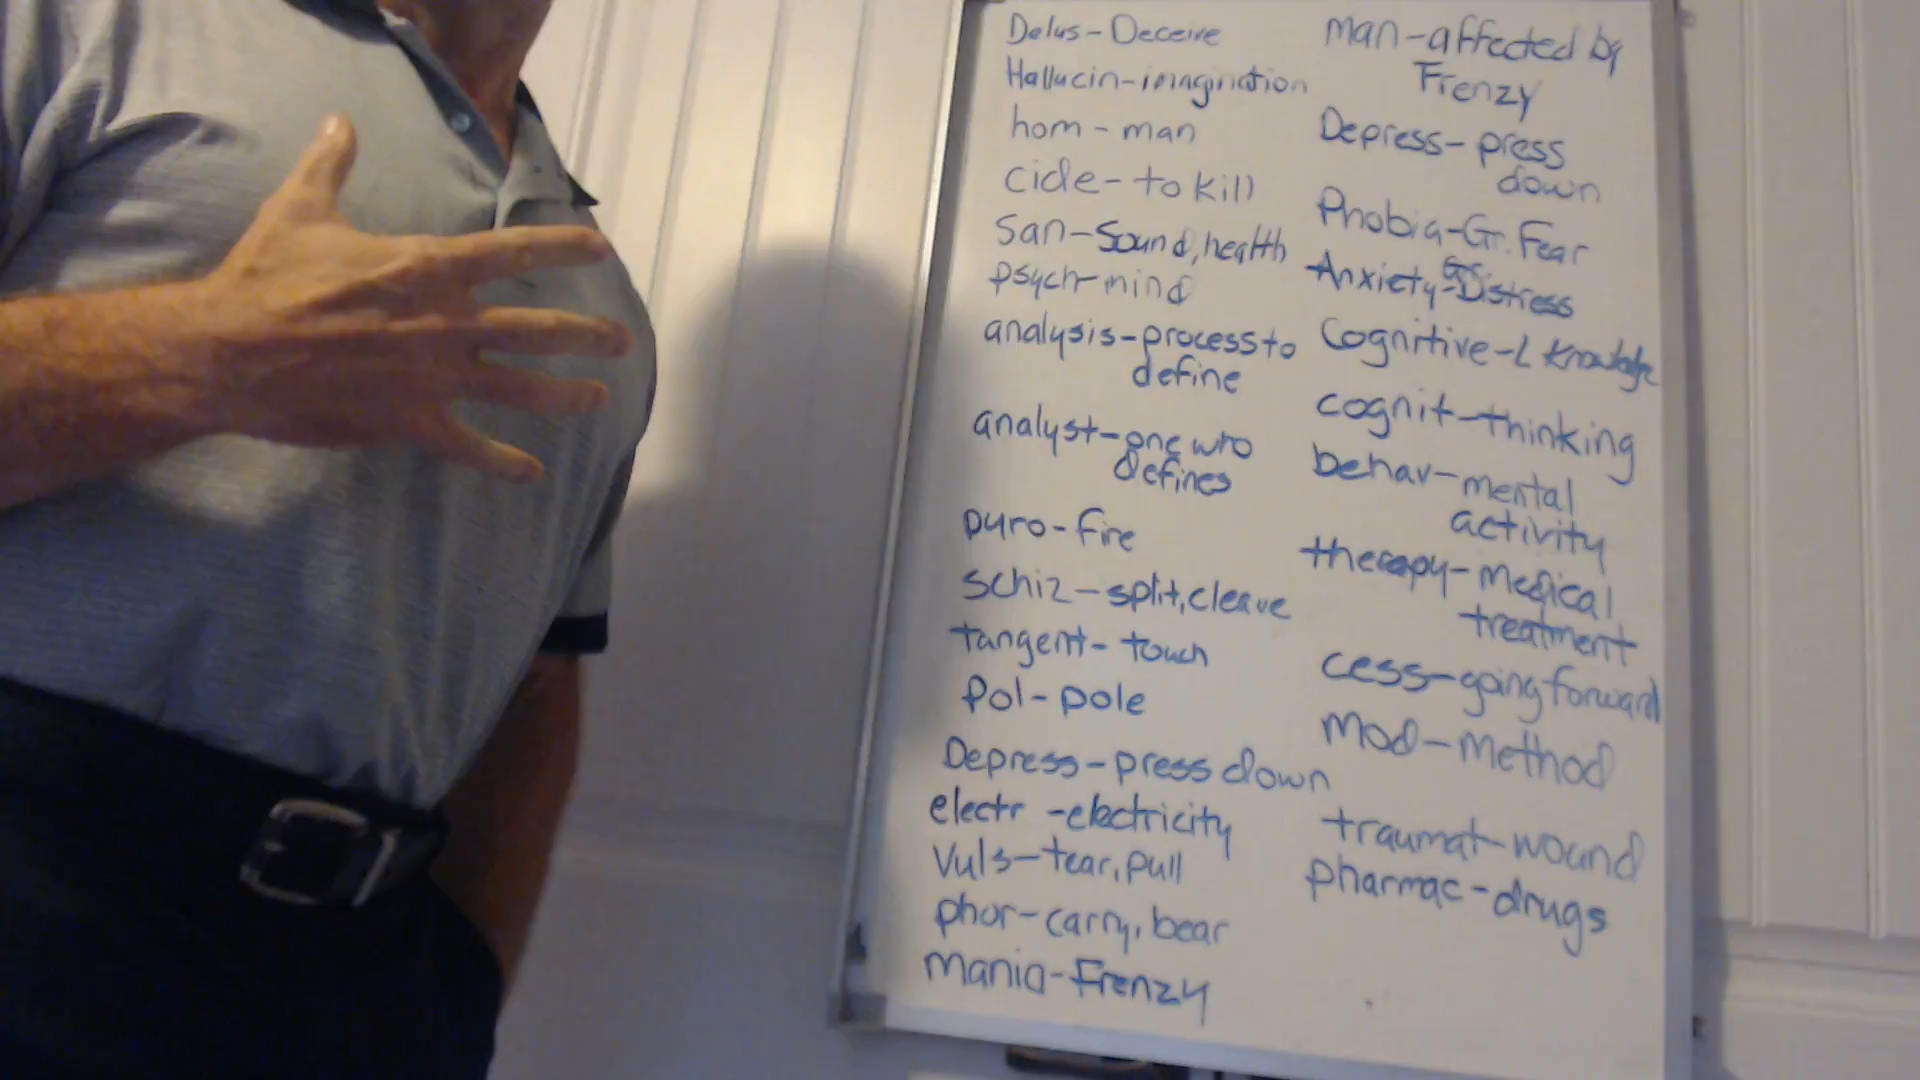 Delus-Deceive
Hallucin-imagination
hom - man
cide-to kill
san-Sound, health
psych-mind
analysis-process to
define
analyst-one who
defines
pyro-fire
schiz-split, cleave
tangent- touch
Pol-pole
Depress-press down
electr -electricity
Vuls-tear, pull
phor-carry, bear
Mania-Frenzy
man-affected by
Frenzy
Depress- press
down
Phobia-Gr. Fear
Anxiety-Distress
Cognitive-L Knowledge
cognit-thinking
behav-mental
activity
therapy-medical
treatment
cess-going forward
Mod-Method
traumat-wound
pharmac-drugs